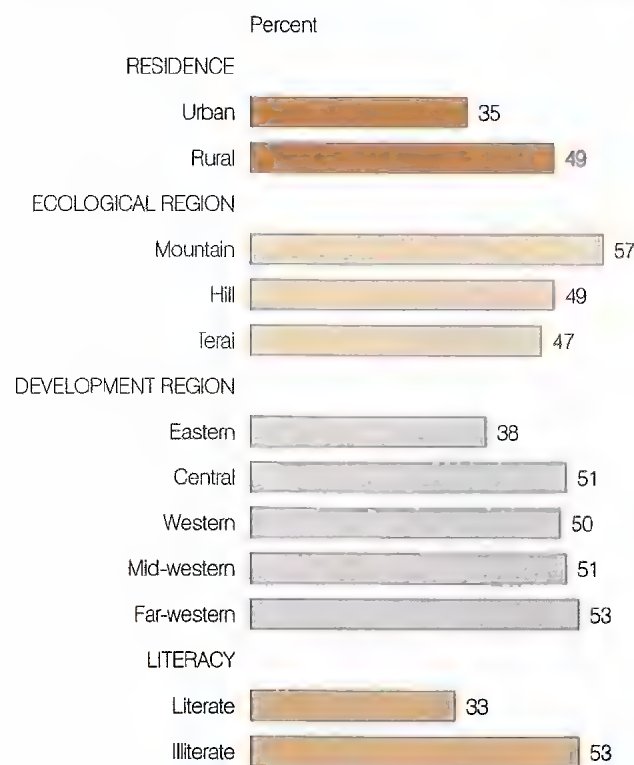 Percent
RESIDENCE
Urban 35
Rural 49
ECOLOGICAL REGION
Mountain 57
Hill 49
Terai 47
DEVELOPMENT REGION
Eastern 38
Central 51
Western 50
Mid-western 51
Far-western 53
LITERACY
Literate 33
Illiterate 53